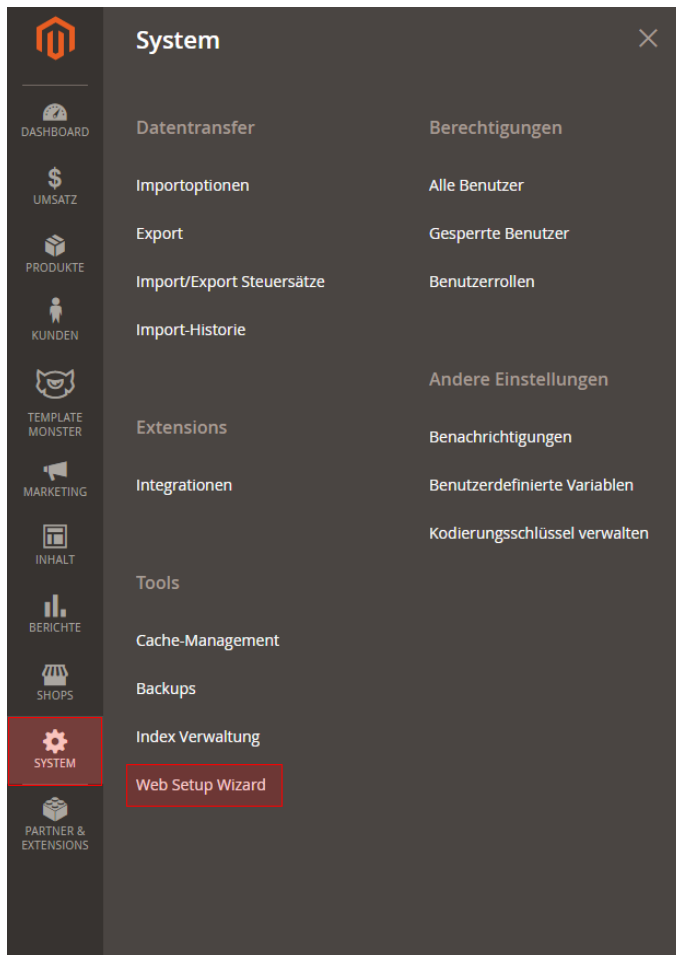 DASHBOARD
UMSATZ
PRODUKTE
KUNDEN
TEMPLATE
MONSTER
MARKETING
INHALT
BERICHTE
SHOPS
SYSTEM
PARTNER &
EXTENSIONS
System
Datentransfer
Importoptionen
Export
Import/Export Steuersätze
Import-Historie
Extensions
Integrationen
Tools
Cache-Management
Backups
Index Verwaltung
Web Setup Wizard
Berechtigungen
Alle Benutzer
Gesperrte Benutzer
Benutzerrollen
Andere Einstellungen
Benachrichtigungen
Benutzerdefinierte Variablen
Kodierungsschlüssel verwalten